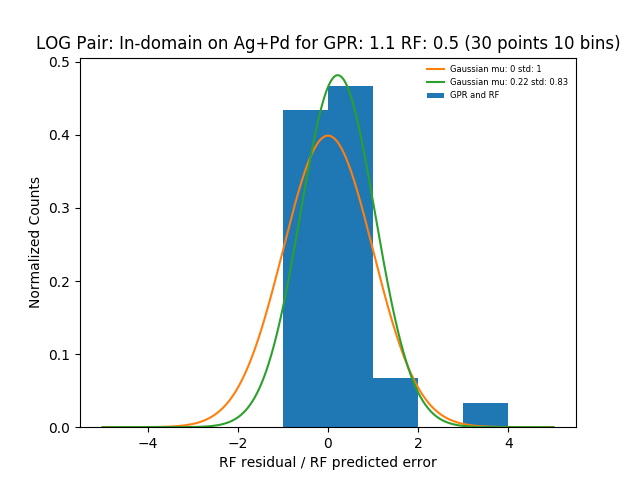 LOG Pair: In-domain on Ag+Pd for GPR: 1.1 RF: 0.5 (30 points 10 bins)
Gaussian mu: 0 std: 1
Gaussian mu: 0.22 std: 0.83
GPR and RF
Normalized Counts
0.5
0.4
0.3
0.2
0.1
0.0
−4
−2
0
2
4
RF residual / RF predicted error